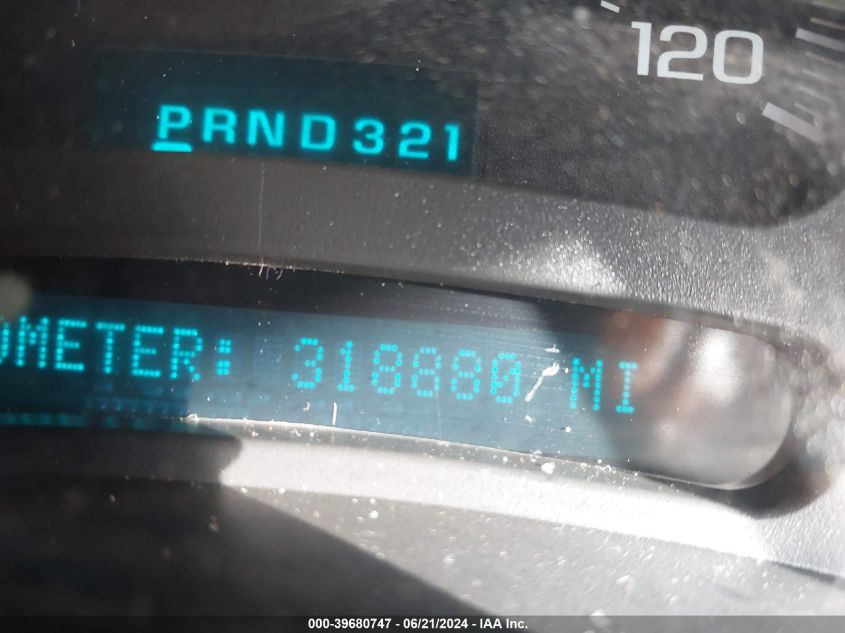 120
PRND321
OMETER: 318880 MI
000-39680747 - 06/21/2024 - IAA Inc.